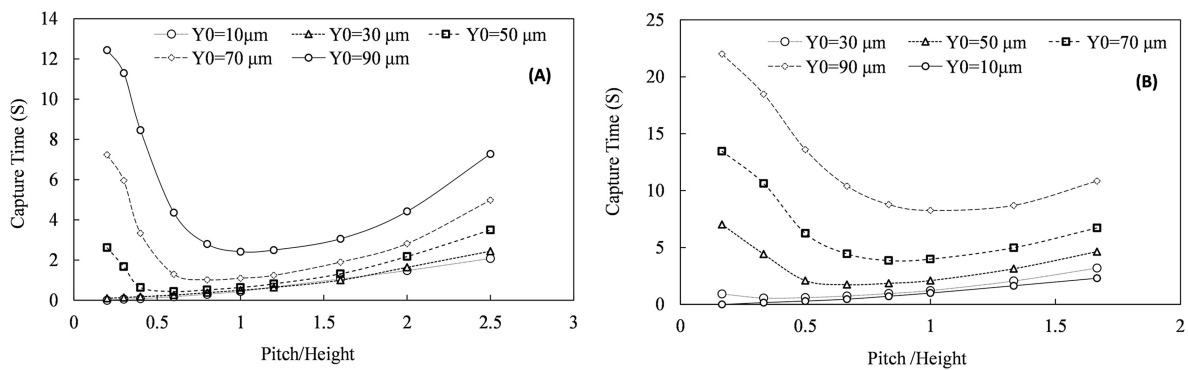 14
12
10
8
6
4
2
0
Capture Time (S)
Y0=10μm Y0=30 μm Y0=50 μm
Y0=70 μm Y0=90 μm
(A)
0 0.5 1 1.5 2 2.5 3
Pitch/Height
25
20
15
10
5
0
Capture Time (S)
Y0=30 μm Y0=50 μm Y0=70 μm
Y0=90 μm Y0=10μm
(B)
0 0.5 1 1.5 2
Pitch /Height